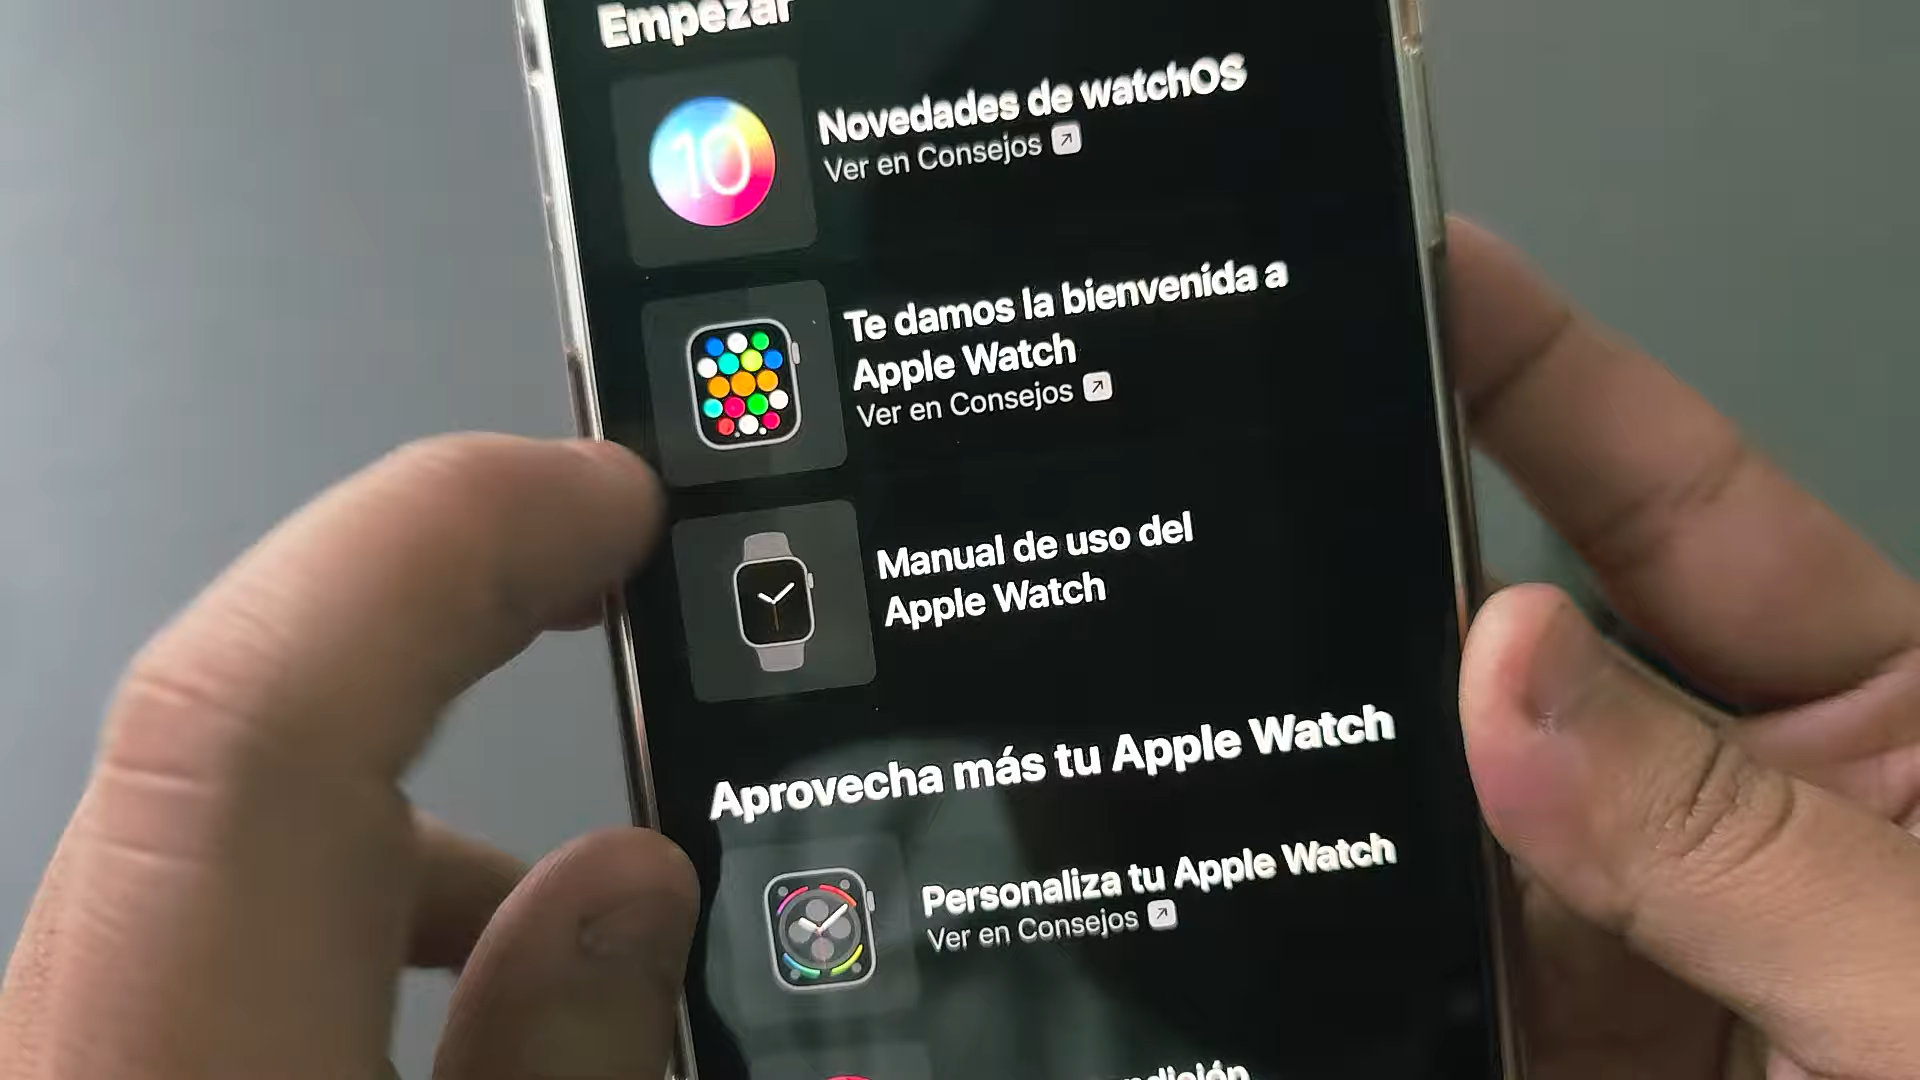 Empezar
10
Novedades de watchOS
Ver en Consejos
Te damos la bienvenida a
Apple Watch
Ver en Consejos
Manual de uso del
Apple Watch
Aprovecha más tu Apple Watch
Personaliza tu Apple Watch
Ver en Consejos